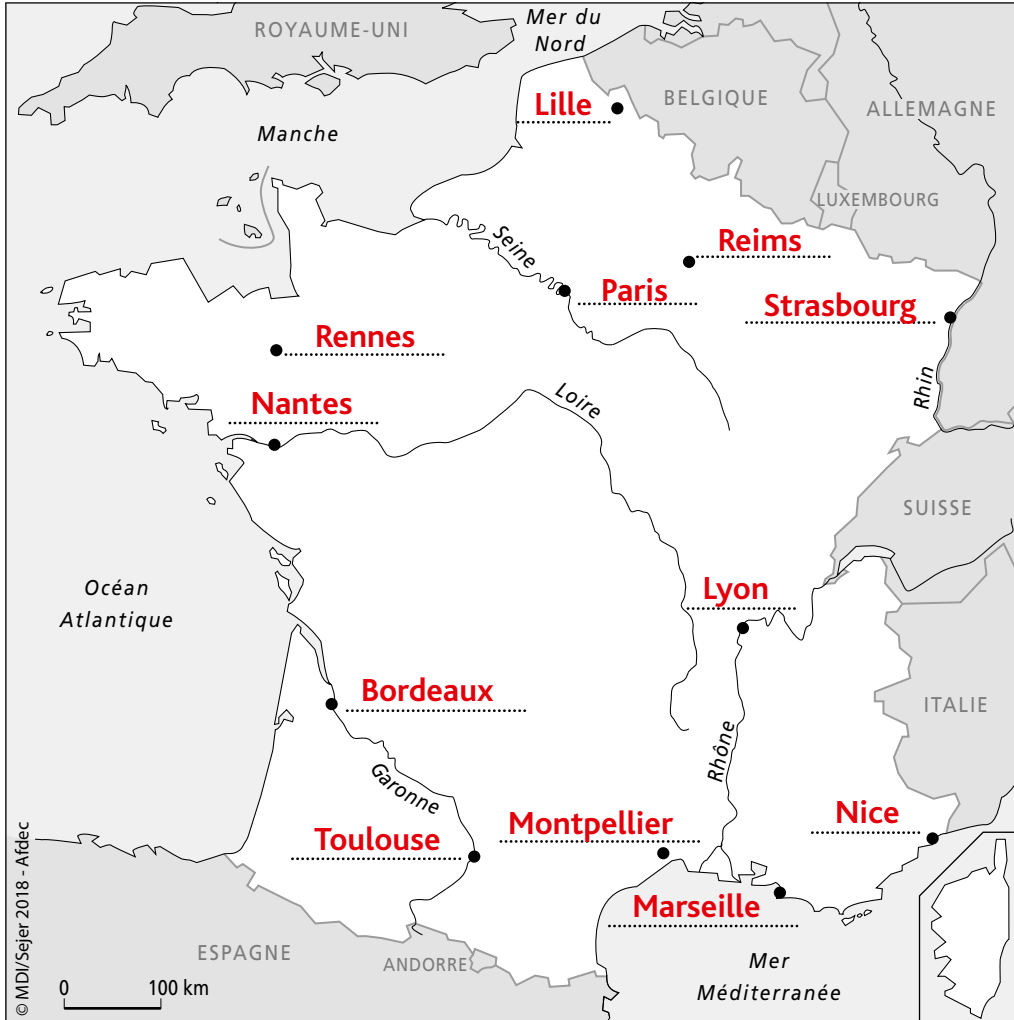 ROYAUME-UNI
Mer du
Nord
Lille
BELGIQUE
ALLEMAGNE
Manche
LUXEMBOURG
Seine
Reims
Paris
Strasbourg
Rennes
Rhin
Nantes
Loire
SUISSE
Océan
Atlantique
Lyon
Bordeaux
ITALIE
Rhône
Garonne
Toulouse
Montpellier
Nice
Marseille
ESPAGNE
ANDORRE
Mer
Méditerranée
0 100 km
© MDI/Sejer 2018 - Afdec